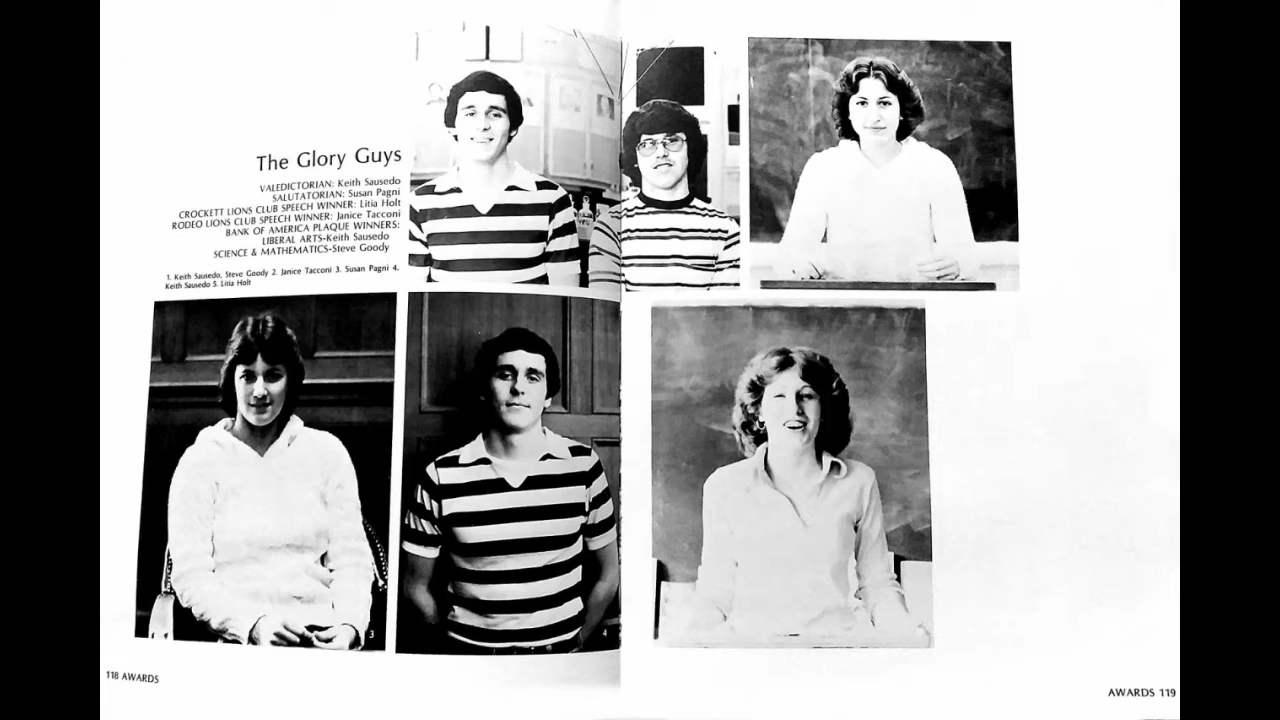 The Glory Guys
VALEDICTORIAN: Keith Sausedo
SALUTATORIAN: Susan Pagni
CROCKETT LIONS CLUB SPEECH WINNER: Litia Holt
RODEO LIONS CLUB SPEECH WINNER: Janice Tacconi
BANK OF AMERICA PLAQUE WINNERS:
LIBERAL ARTS-Keith Sausedo
SCIENCE & MATHEMATICS-Steve Goody
1. Keith Sausedo, Steve Goody 2. Janice Tacconi 3. Susan Pagni 4.
Keith Sausedo 5. Litia Holt
3
4
118 AWARDS
AWARDS 119